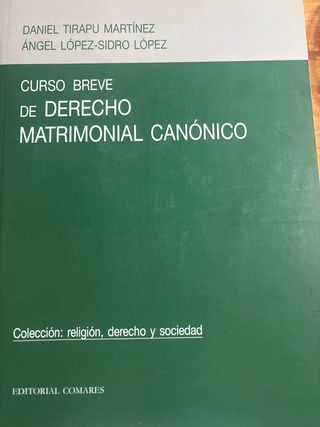 DANIEL TIRAPU MARTÍNEZ
ÁNGEL LÓPEZ-SIDRO LÓPEZ
CURSO BREVE
DE DERECHO
MATRIMONIAL CANÓNICO
Colección: religión, derecho y sociedad
EDITORIAL COMARES